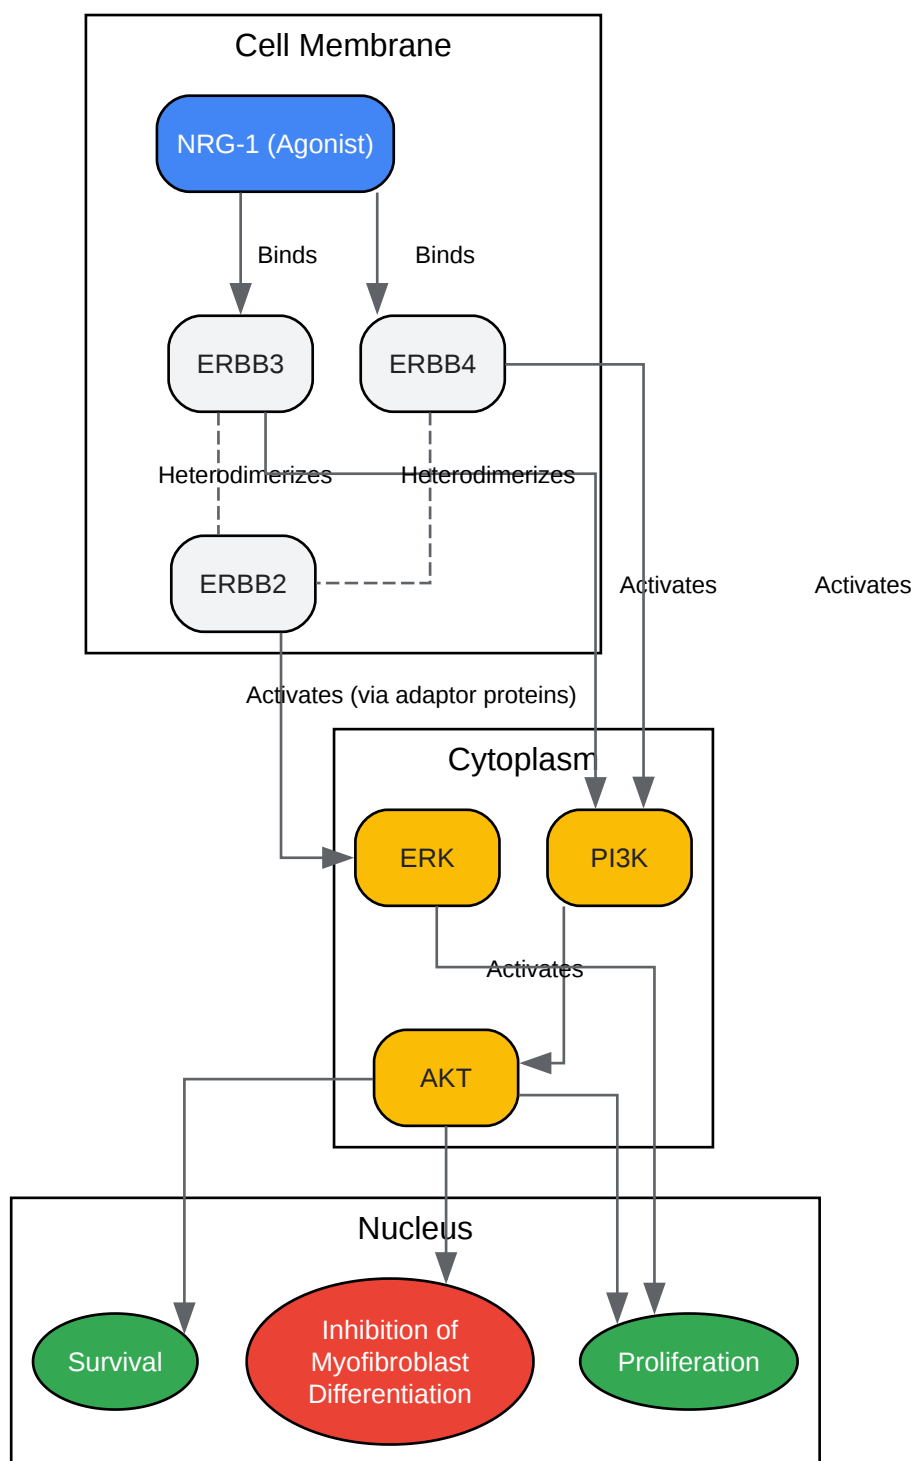 Cell Membrane
NRG-1 (Agonist)
Binds
Binds
ERBB3
ERBB4
Heterodimerizes
Heterodimerizes
ERBB2
Activates
Activates
Activates (via adaptor proteins)
Cytoplasm
ERK
PI3K
Activates
AKT
Nucleus
Survival
Inhibition of
Myofibroblast
Differentiation
Proliferation